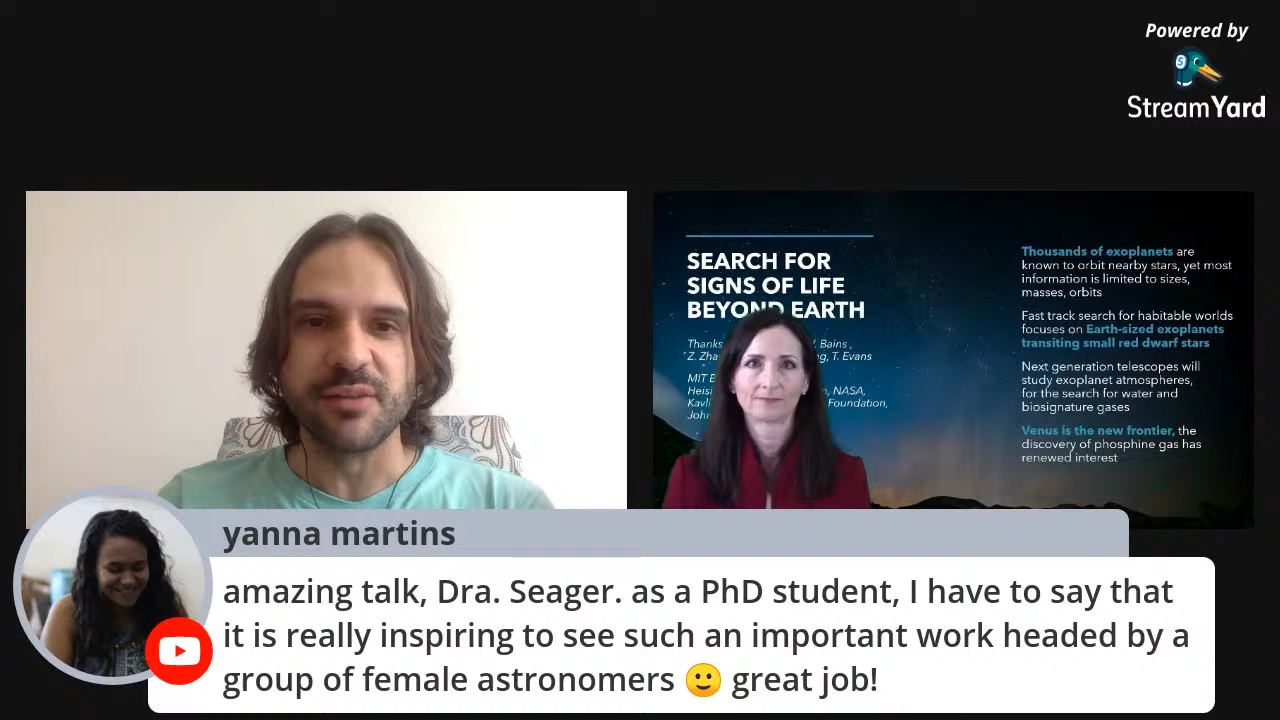 Powered by
StreamYard
SEARCH FOR
SIGNS OF LIFE
BEYOND EARTH
Thanks V. Bains ,
Z. Zha g, T. Evans
MIT
Heis n, NASA,
Kavli Foundation,
John
Thousands of exoplanets are
known to orbit nearby stars, yet most
information is limited to sizes,
masses, orbits
Fast track search for habitable worlds
focuses on Earth-sized exoplanets
transiting small red dwarf stars
Next generation telescopes will
study exoplanet atmospheres,
for the search for water and
biosignature gases
Venus is the new frontier, the
discovery of phosphine gas has
renewed interest
yanna martins
amazing talk, Dra. Seager. as a PhD student, I have to say that
it is really inspiring to see such an important work headed by a
group of female astronomers 🙂 great job!